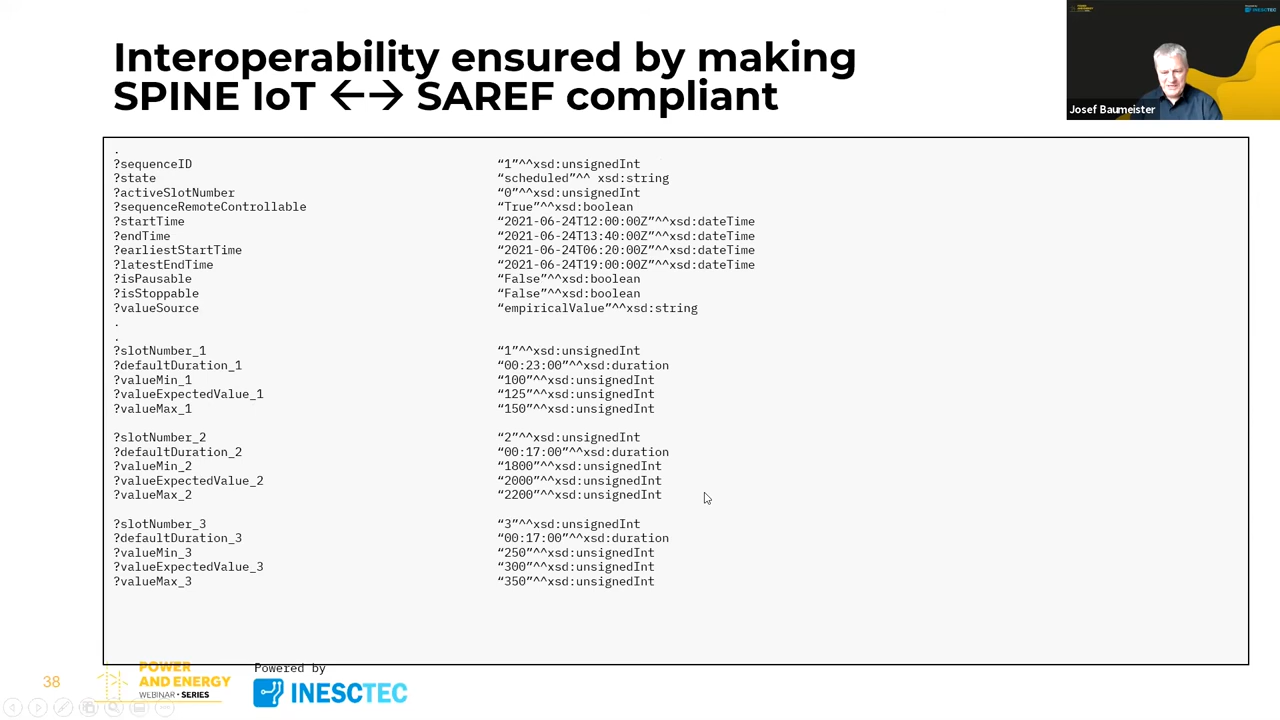 Interoperability ensured by making
SPINE IoT ←→ SAREF compliant
POWER AND ENERGY
INESCTEC
Josef Baumeister
.
?sequenceID “1”^^xsd:unsignedInt
?state “scheduled”^^ xsd:string
?activeSlotNumber “0”^^xsd:unsignedInt
?sequenceRemoteControllable “True”^^xsd:boolean
?startTime “2021-06-24T12:00:00Z”^^xsd:dateTime
?endTime “2021-06-24T13:40:00Z”^^xsd:dateTime
?earliestStartTime “2021-06-24T06:20:00Z”^^xsd:dateTime
?latestEndTime “2021-06-24T19:00:00Z”^^xsd:dateTime
?isPausable “False”^^xsd:boolean
?isStoppable “False”^^xsd:boolean
?valueSource “empiricalValue”^^xsd:string
.
.
?slotNumber_1 “1”^^xsd:unsignedInt
?defaultDuration_1 “00:23:00”^^xsd:duration
?valueMin_1 “100”^^xsd:unsignedInt
?valueExpectedValue_1 “125”^^xsd:unsignedInt
?valueMax_1 “150”^^xsd:unsignedInt
?slotNumber_2 “2”^^xsd:unsignedInt
?defaultDuration_2 “00:17:00”^^xsd:duration
?valueMin_2 “1800”^^xsd:unsignedInt
?valueExpectedValue_2 “2000”^^xsd:unsignedInt
?valueMax_2 “2200”^^xsd:unsignedInt
?slotNumber_3 “3”^^xsd:unsignedInt
?defaultDuration_3 “00:17:00”^^xsd:duration
?valueMin_3 “250”^^xsd:unsignedInt
?valueExpectedValue_3 “300”^^xsd:unsignedInt
?valueMax_3 “350”^^xsd:unsignedInt
38
POWER
AND ENERGY
WEBINAR • SERIES
Powered by
INESCTEC